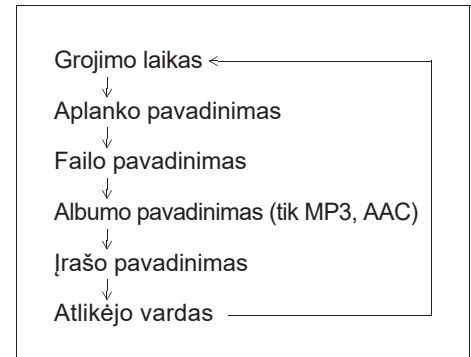 Grojimo laikas
Aplanko pavadinimas
Failo pavadinimas
Albumo pavadinimas (tik MP3, AAC)
Įrašo pavadinimas
Atlikėjo vardas